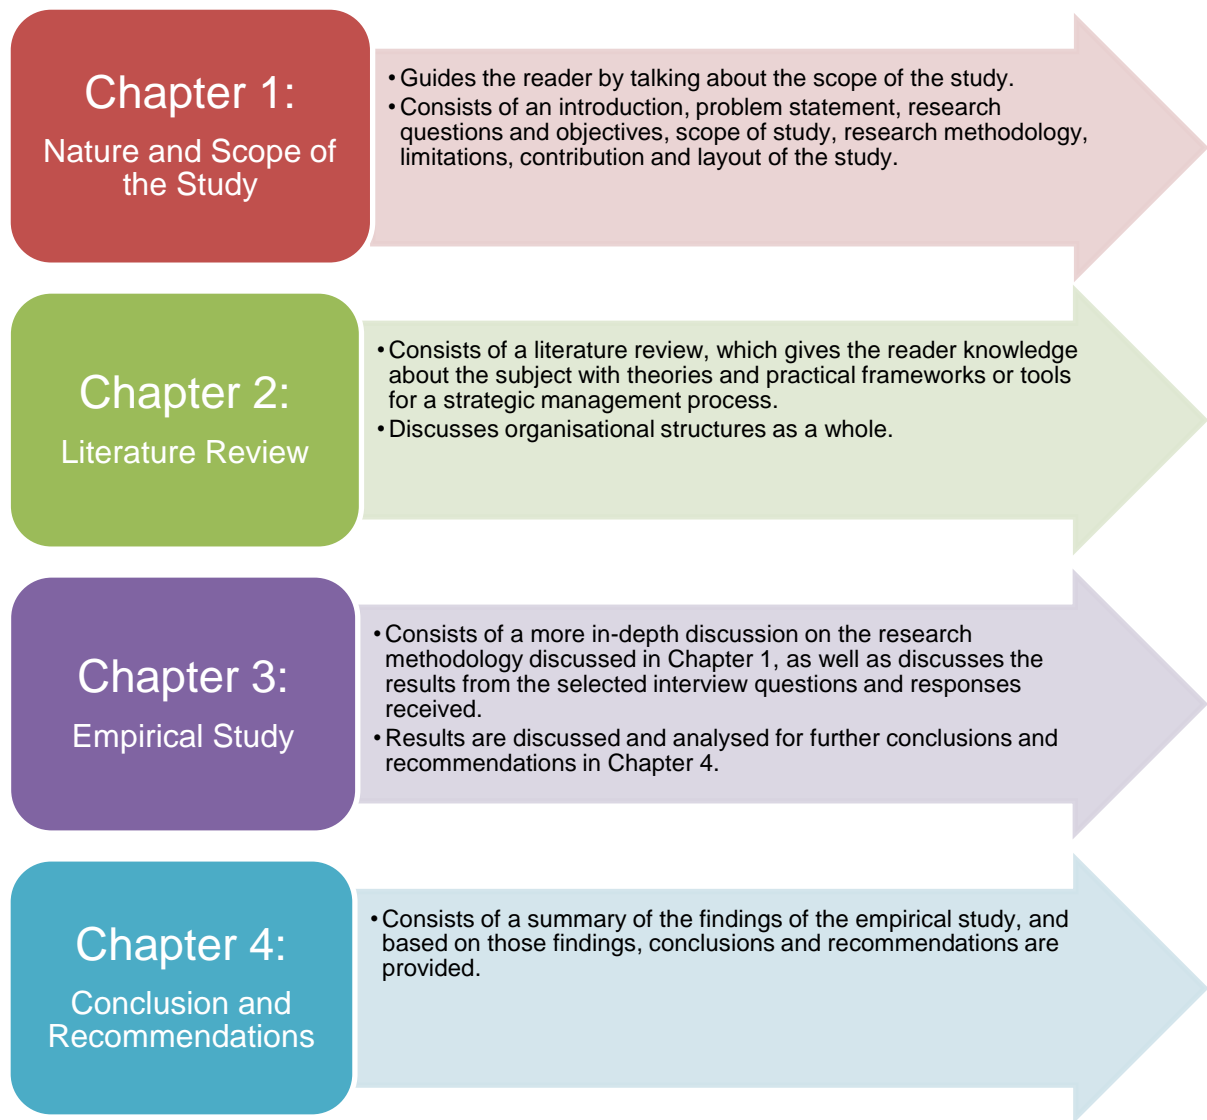 Chapter 1:
Nature and Scope of
the Study
• Guides the reader by talking about the scope of the study.
• Consists of an introduction, problem statement, research
questions and objectives, scope of study, research methodology,
limitations, contribution and layout of the study.
Chapter 2:
Literature Review
• Consists of a literature review, which gives the reader knowledge
about the subject with theories and practical frameworks or tools
for a strategic management process.
• Discusses organisational structures as a whole.
Chapter 3:
Empirical Study
• Consists of a more in-depth discussion on the research
methodology discussed in Chapter 1, as well as discusses the
results from the selected interview questions and responses
received.
• Results are discussed and analysed for further conclusions and
recommendations in Chapter 4.
Chapter 4:
Conclusion and
Recommendations
• Consists of a summary of the findings of the empirical study, and
based on those findings, conclusions and recommendations are
provided.